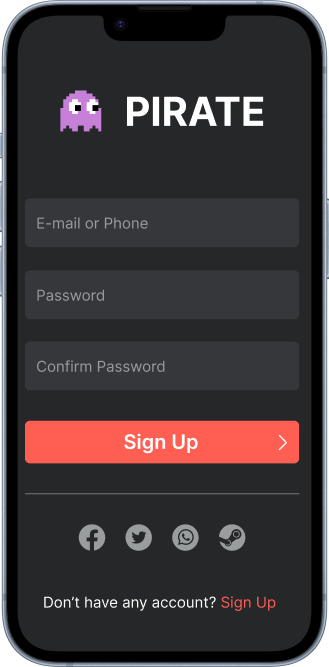 PIRATE
E-mail or Phone
Password
Confirm Password
Sign Up
Don't have any account? Sign Up